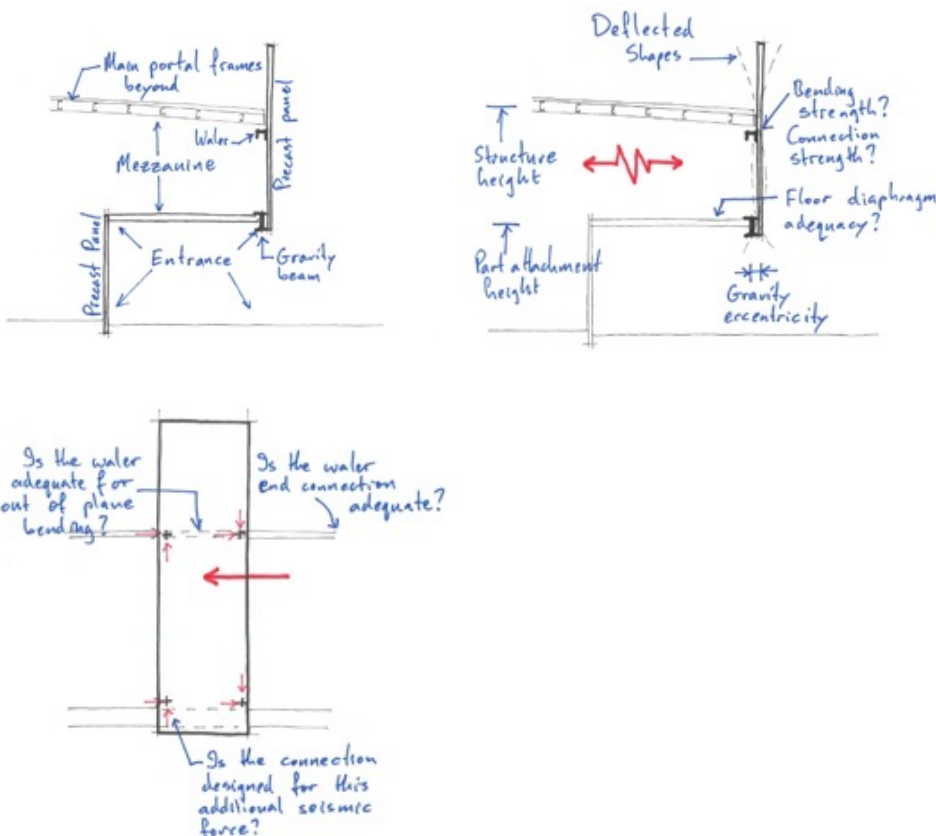 Main portal frames
beyond
Waler
Mezzanine
Precast panel
Precast Panel
Entrance
Gravity
beam
Deflected
Shapes
Bending
strength?
Connection
strength?
Structure
height
Floor diaphragm
adequacy?
Part attachment
height
Gravity
eccentricity
Is the waler
adequate for
out of plane
bending?
Is the waler
end connection
adequate?
Is the connection
designed for this
additional seismic
force?